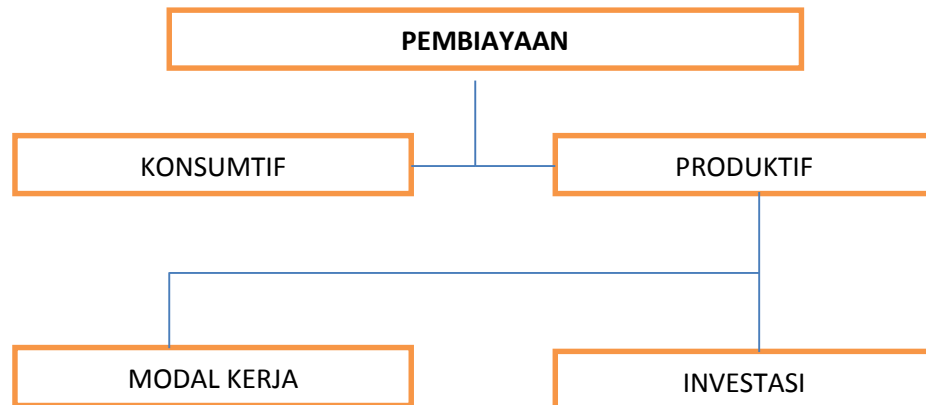 PEMBIAYAAN
KONSUMTIF
PRODUKTIF
MODAL KERJA
INVESTASI